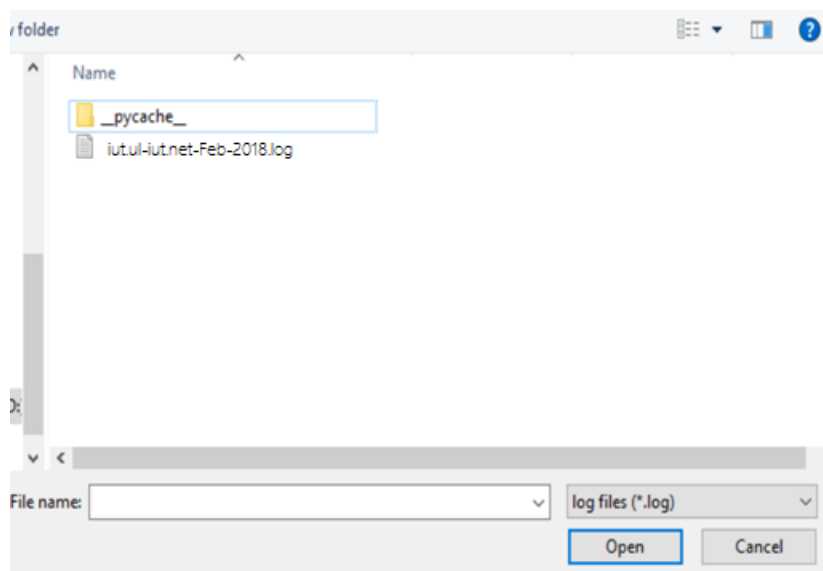 folder
?
Name
__pycache__
iut.ul-iut.net-Feb-2018.log
File name:
log files (*.log)
Open Cancel